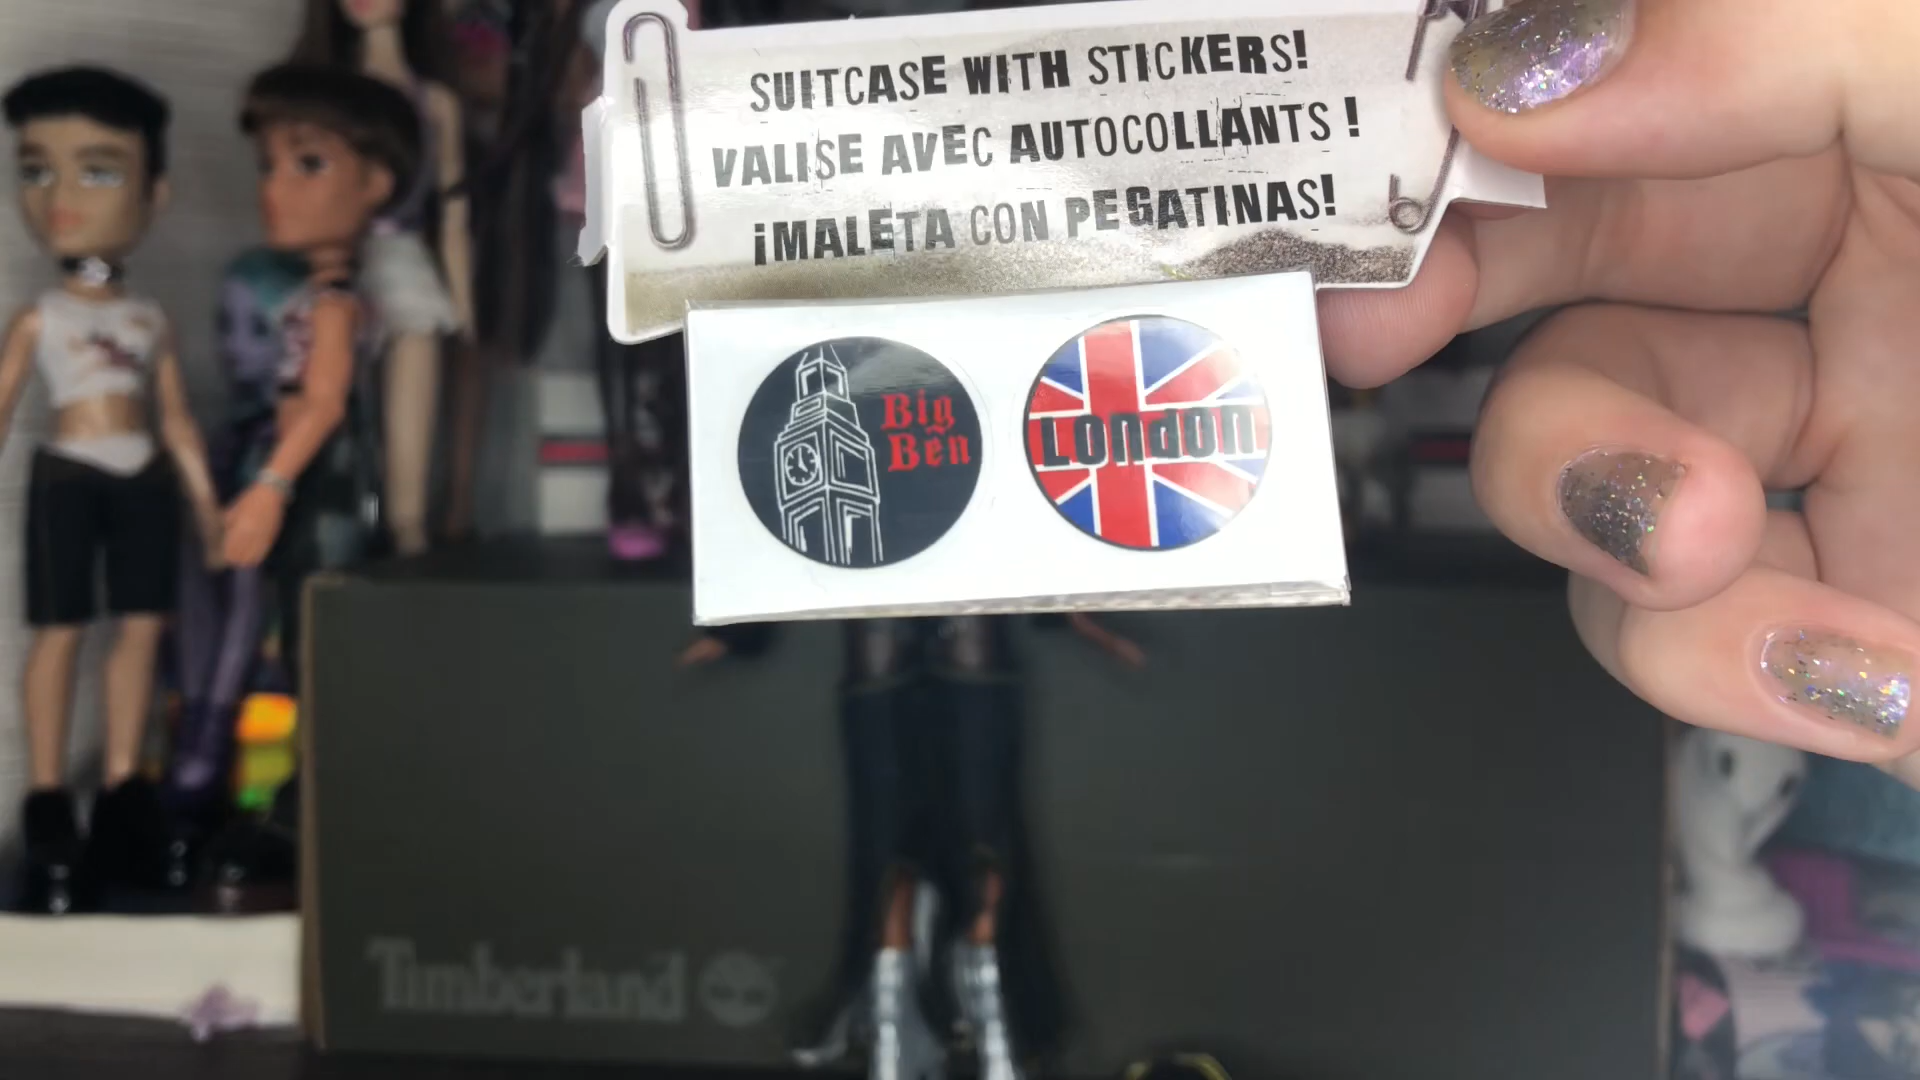 SUITCASE WITH STICKERS!
VALISE AVEC AUTOCOLLANTS !
¡MALETA CON PEGATINAS!
Big
Ben
London
Timberland